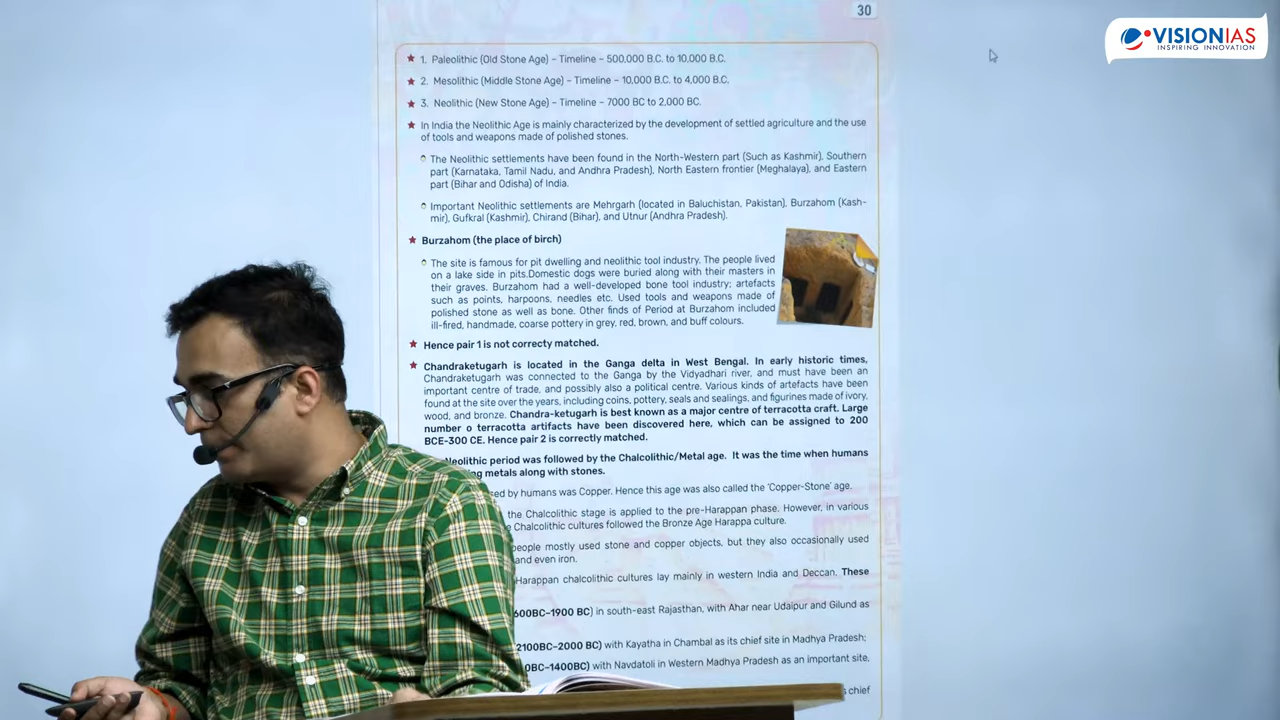 30
VISIONIAS
INSPIRING INNOVATION
1. Paleolithic (Old Stone Age) – Timeline – 500,000 B.C. to 10,000 B.C.
2. Mesolithic (Middle Stone Age) – Timeline – 10,000 B.C. to 4,000 B.C.
3. Neolithic (New Stone Age) – Timeline – 7000 BC to 2,000 BC.
In India the Neolithic Age is mainly characterized by the development of settled agriculture and the use
of tools and weapons made of polished stones.
The Neolithic settlements have been found in the North-Western part (Such as Kashmir), Southern
part (Karnataka, Tamil Nadu, and Andhra Pradesh), North Eastern frontier (Meghalaya), and Eastern
part (Bihar and Odisha) of India.
Important Neolithic settlements are Mehrgarh (located in Baluchistan, Pakistan), Burzahom (Kash-
mir), Gufkral (Kashmir), Chirand (Bihar), and Utnur (Andhra Pradesh).
Burzahom (the place of birch)
The site is famous for pit dwelling and neolithic tool industry. The people lived
on a lake side in pits.Domestic dogs were buried along with their masters in
their graves. Burzahom had a well-developed bone tool industry; artefacts
such as points, harpoons, needles etc. Used tools and weapons made of
polished stone as well as bone. Other finds of Period at Burzahom included
ill-fired, handmade, coarse pottery in grey, red, brown, and buff colours.
Hence pair 1 is not correcty matched.
Chandraketugarh is located in the Ganga delta in West Bengal. In early historic times,
Chandraketugarh was connected to the Ganga by the Vidyadhari river, and must have been an
important centre of trade, and possibly also a political centre. Various kinds of artefacts have been
found at the site over the years, including coins, pottery, seals and sealings, and figurines made of ivory,
wood, and bronze. Chandra-ketugarh is best known as a major centre of terracotta craft. Large
number o terracotta artifacts have been discovered here, which can be assigned to 200
BCE-300 CE. Hence pair 2 is correctly matched.
Neolithic period was followed by the Chalcolithic/Metal age. It was the time when humans
metals along with stones.
by humans was Copper. Hence this age was also called the 'Copper-Stone' age.
the Chalcolithic stage is applied to the pre-Harappan phase. However, in various
Chalcolithic cultures followed the Bronze Age Harappa culture.
people mostly used stone and copper objects, but they also occasionally used
and even iron.
Harappan chalcolithic cultures lay mainly in western India and Deccan. These
600BC–1900 BC) in south-east Rajasthan, with Ahar near Udaipur and Gilund as
2100BC–2000 BC) with Kayatha in Chambal as its chief site in Madhya Pradesh;
0BC–1400BC) with Navdatoli in Western Madhya Pradesh as an important site,
chief